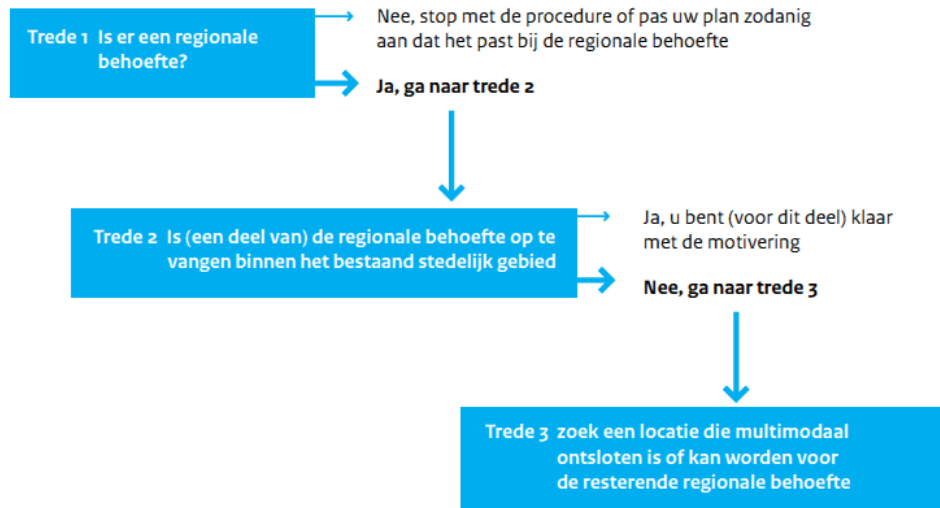 Trede 1 Is er een regionale
behoefte?
Nee, stop met de procedure of pas uw plan zodanig
aan dat het past bij de regionale behoefte
Ja, ga naar trede 2
Trede 2 Is (een deel van) de regionale behoefte op te
vangen binnen het bestaand stedelijk gebied
Ja, u bent (voor dit deel) klaar
met de motivering
Nee, ga naar trede 3
Trede 3 zoek een locatie die multimodaal
ontsloten is of kan worden voor
de resterende regionale behoefte